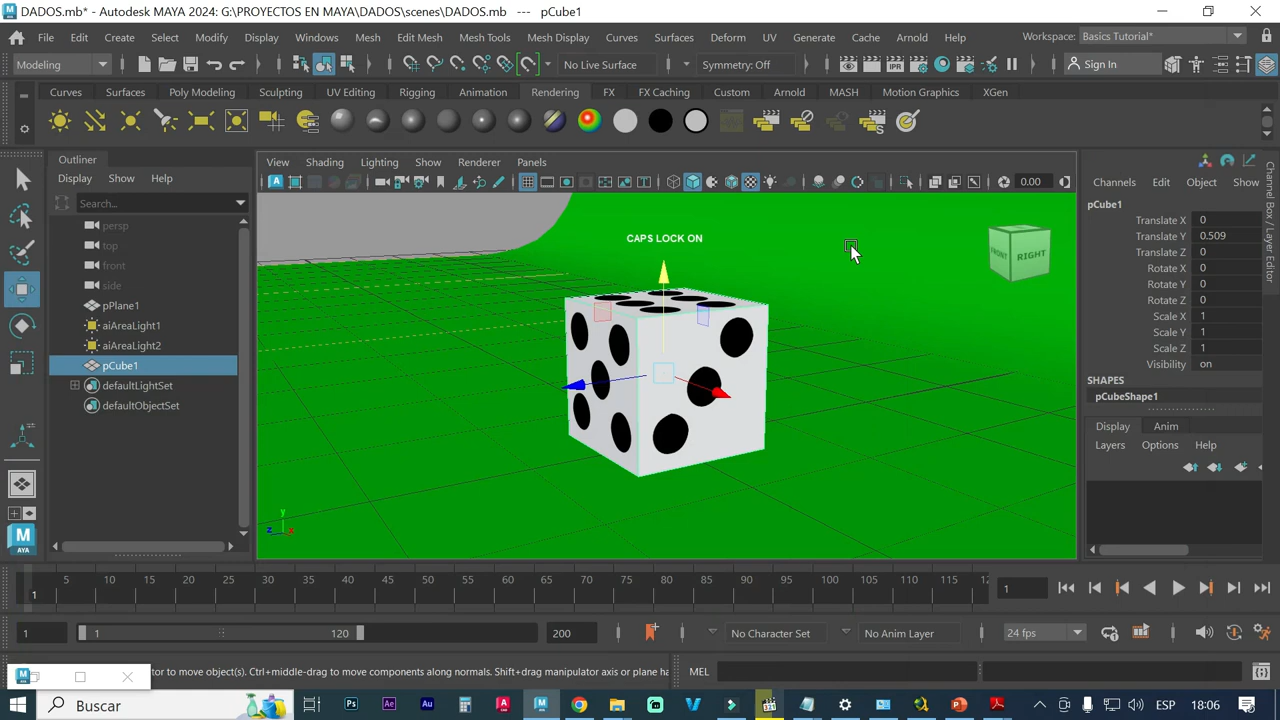 DADOS.mb* - Autodesk MAYA 2024: G:\PROYECTOS EN MAYA\DADOS\scenes\DADOS.mb --- pCube1
File Edit Create Select Modify Display Windows Mesh Edit Mesh Mesh Tools Mesh Display Curves Surfaces Deform UV Generate Cache Arnold Help Workspace: Basics Tutorial*
Modeling No Live Surface Symmetry: Off Sign In
Curves Surfaces Poly Modeling Sculpting UV Editing Rigging Animation Rendering FX FX Caching Custom Arnold MASH Motion Graphics XGen
Outliner
Display Show Help
Search...
persp
top
front
side
pPlane1
aiAreaLight1
aiAreaLight2
pCube1
defaultLightSet
defaultObjectSet
View Shading Lighting Show Renderer Panels
0.00
CAPS LOCK ON
FRONT RIGHT
y
z x
Channels Edit Object Show
pCube1
Translate X 0
Translate Y 0.509
Translate Z 0
Rotate X 0
Rotate Y 0
Rotate Z 0
Scale X 1
Scale Y 1
Scale Z 1
Visibility on
SHAPES
pCubeShape1
Display Anim
Layers Options Help
Channel Box / Layer Editor
5 10 15 20 25 30 35 40 45 50 55 60 65 70 75 80 85 90 95 100 105 110 115 12
1 1
1 1 120 200 No Character Set No Anim Layer 24 fps
tor to move object(s). Ctrl+middle-drag to move components along normals. Shift+drag manipulator axis or plane ha MEL
Buscar ESP 18:06